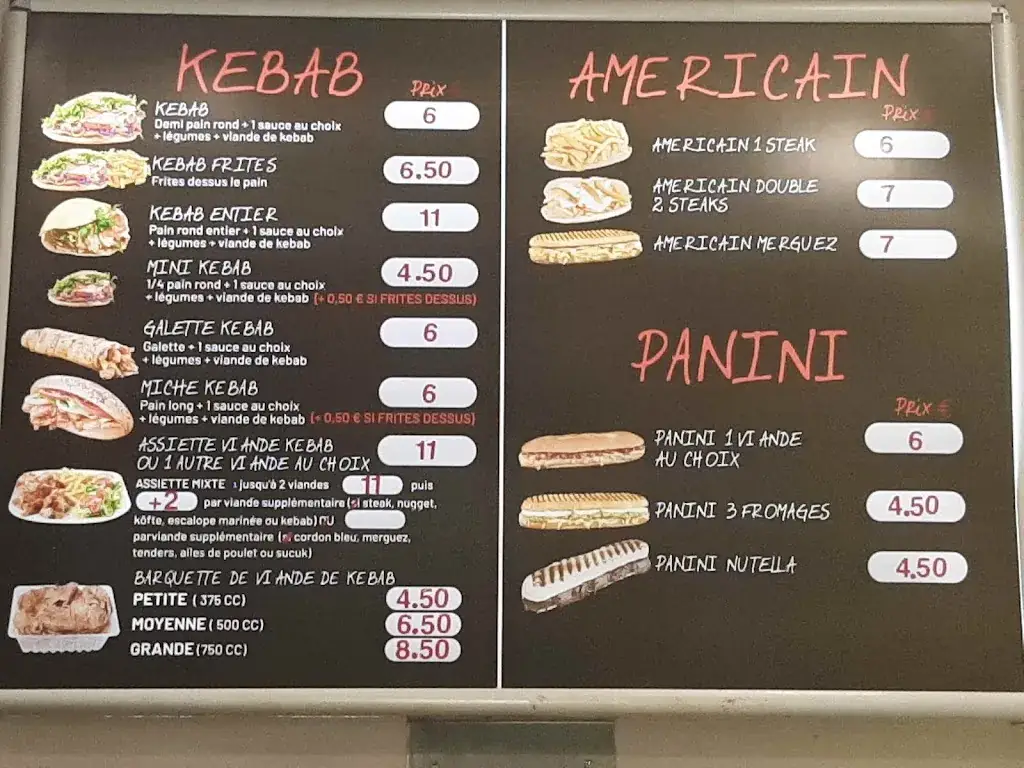 KEBAB
Prix €
KEBAB 6
Demi pain rond + 1 sauce au choix
+ légumes + viande de kebab
KEBAB FRITES 6.50
Frites dessus le pain
KEBAB ENTIER 11
Pain rond entier + 1 sauce au choix
+ légumes + viande de kebab
MINI KEBAB 4.50
1/4 pain rond + 1 sauce au choix
+ légumes + viande de kebab (+ 0,50 € SI FRITES DESSUS)
GALETTE KEBAB 6
Galette + 1 sauce au choix
+ légumes + viande de kebab
MICHE KEBAB 6
Pain long + 1 sauce au choix
+ légumes + viande de kebab (+ 0,50 € SI FRITES DESSUS)
ASSIETTE VIANDE KEBAB
OU 1 AUTRE VIANDE AU CHOIX 11
ASSIETTE MIXTE : jusqu'à 2 viandes 11 puis
+2 par viande supplémentaire (si steak, nugget,
köfte, escalope marinée ou kebab) OU
par viande supplémentaire (si cordon bleu, merguez,
tenders, ailes de poulet ou sucuk)
BARQUETTE DE VIANDE DE KEBAB
PETITE (375 CC) 4.50
MOYENNE (500 CC) 6.50
GRANDE (750 CC) 8.50
AMERICAIN
Prix €
AMERICAIN 1 STEAK 6
AMERICAIN DOUBLE
2 STEAKS 7
AMERICAIN MERGUEZ 7
PANINI
Prix €
PANINI 1 VIANDE
AU CHOIX 6
PANINI 3 FROMAGES 4.50
PANINI NUTELLA 4.50